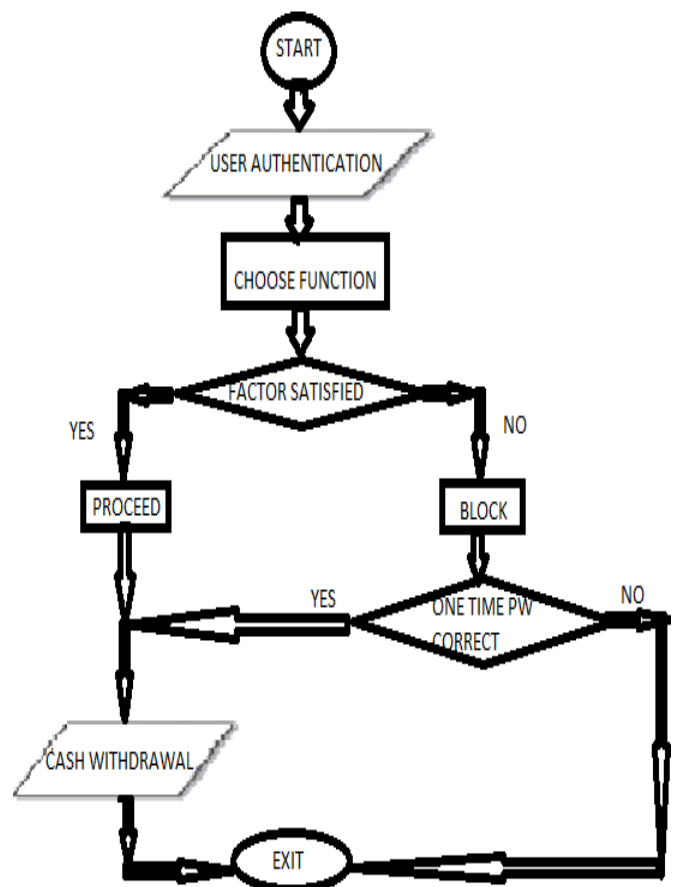 START
USER AUTHENTICATION
CHOOSE FUNCTION
FACTOR SATISFIED
YES
NO
PROCEED
BLOCK
YES
NO
ONE TIME PW
CORRECT
CASH WITHDRAWAL
EXIT